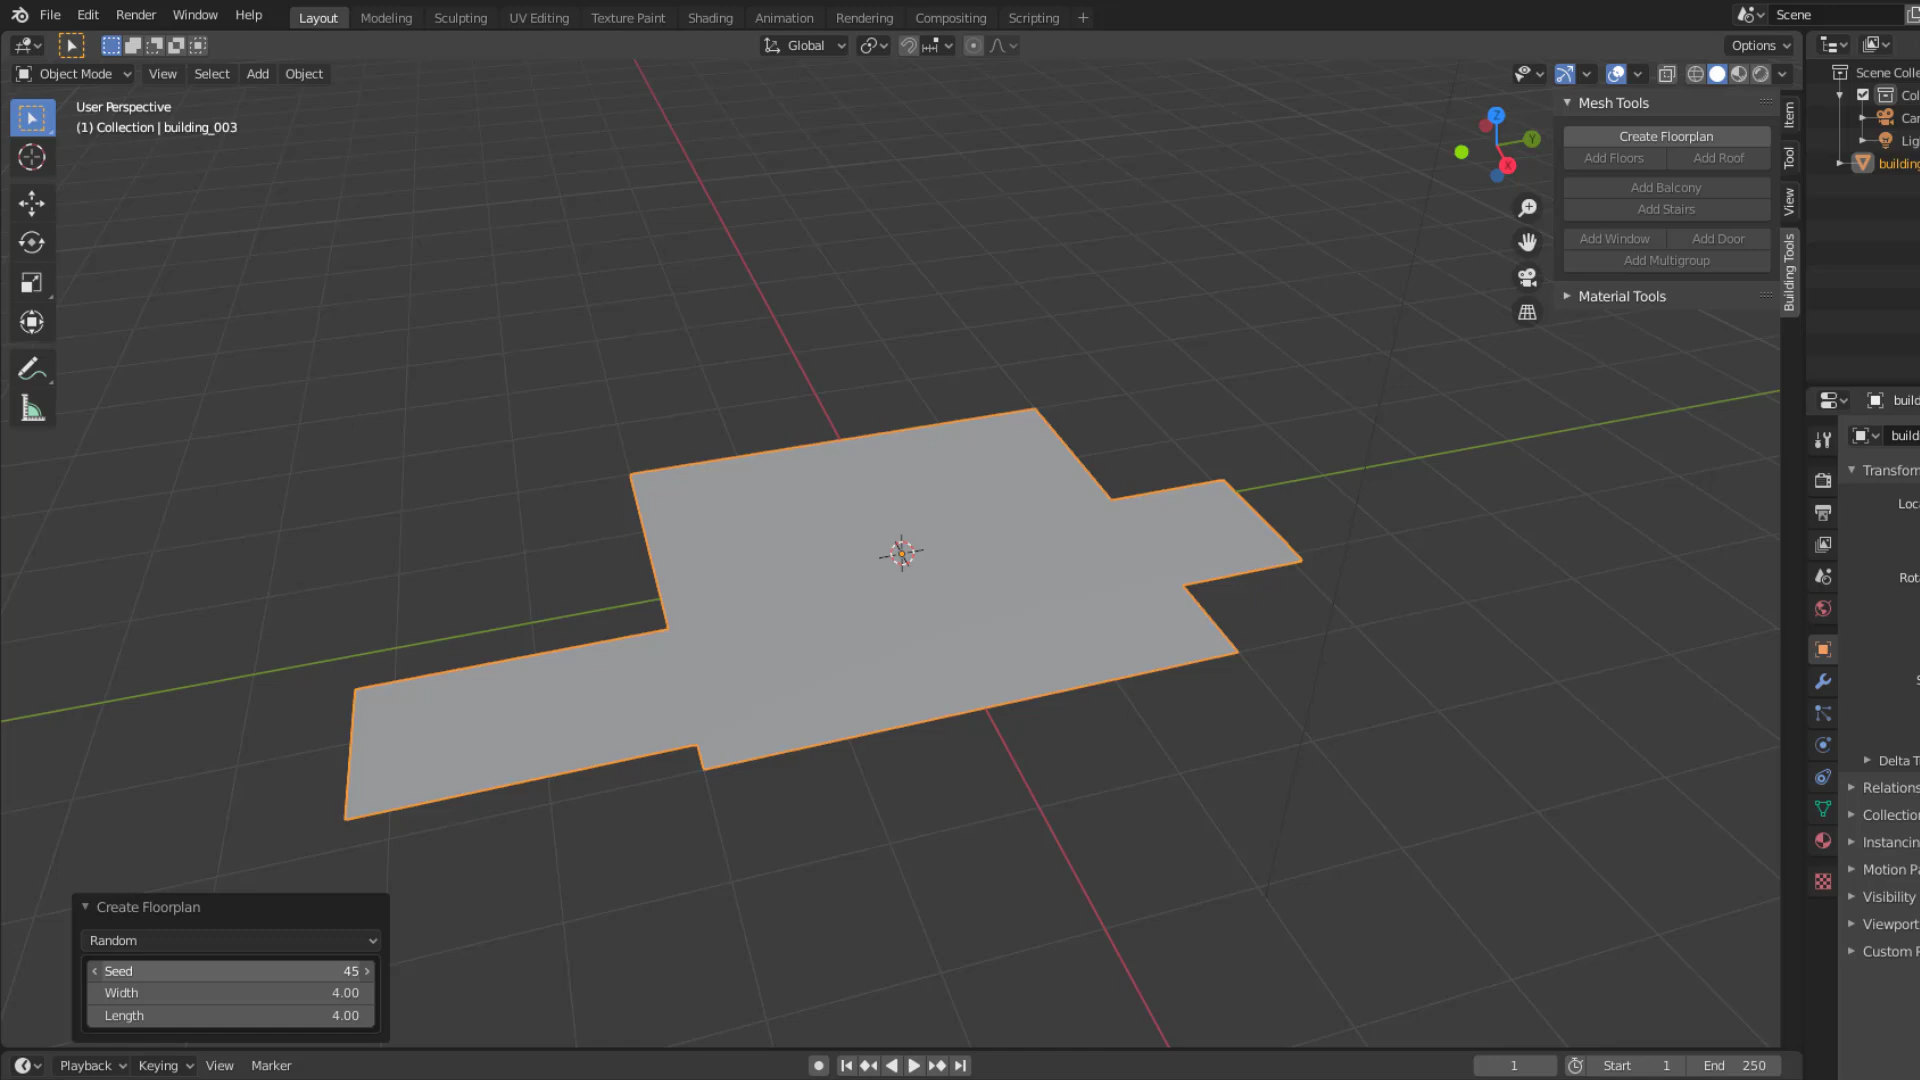 File Edit Render Window Help Layout Modeling Sculpting UV Editing Texture Paint Shading Animation Rendering Compositing Scripting + Scene
Global Options
Object Mode View Select Add Object
User Perspective
(1) Collection | building_003
Z
Y
X
Mesh Tools
Create Floorplan
Add Floors Add Roof
Add Balcony
Add Stairs
Add Window Add Door
Add Multigroup
Material Tools
Item
Tool
View
Building Tools
Scene Colle
Col
Car
Lig
building
build
build
Transform
Loca
Rota
S
Delta T
Relations
Collection
Instancin
Motion Pa
Visibility
Viewport
Custom P
Create Floorplan
Random
Seed 45
Width 4.00
Length 4.00
Playback Keying View Marker 1 Start 1 End 250